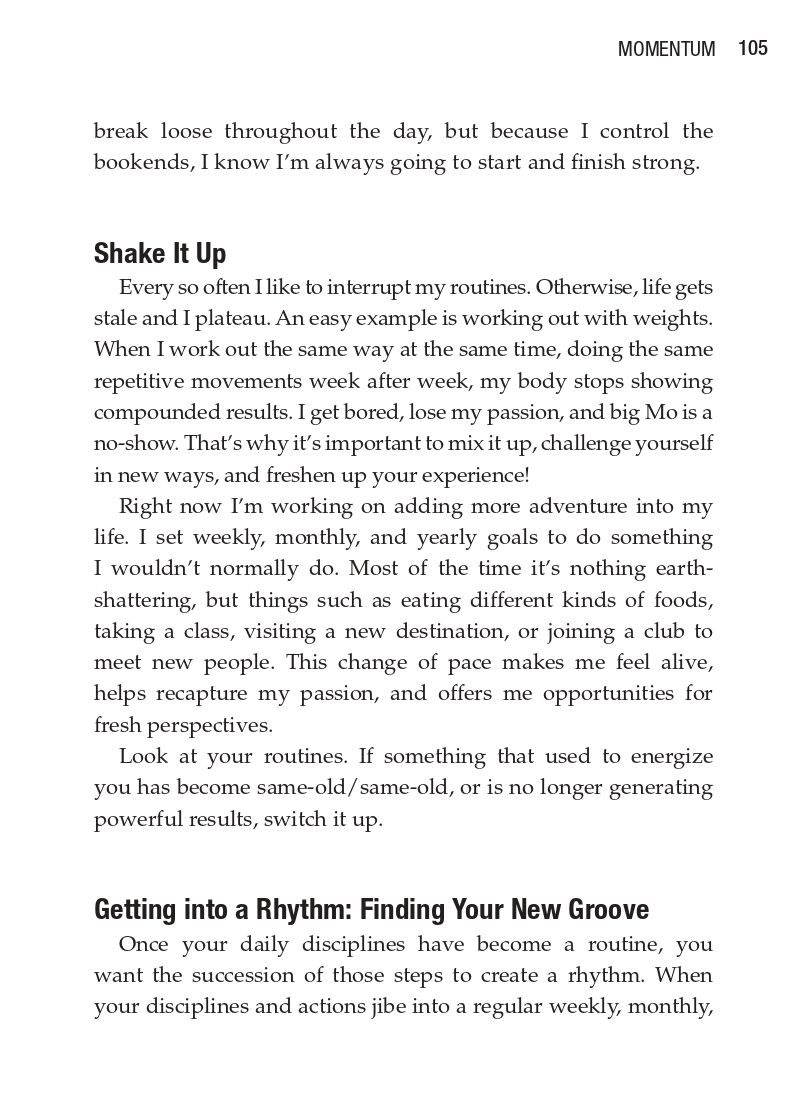 MOMENTUM 105
break loose throughout the day, but because I control the
bookends, I know I’m always going to start and finish strong.
Shake It Up
Every so often I like to interrupt my routines. Otherwise, life gets
stale and I plateau. An easy example is working out with weights.
When I work out the same way at the same time, doing the same
repetitive movements week after week, my body stops showing
compounded results. I get bored, lose my passion, and big Mo is a
no-show. That’s why it’s important to mix it up, challenge yourself
in new ways, and freshen up your experience!
Right now I’m working on adding more adventure into my
life. I set weekly, monthly, and yearly goals to do something
I wouldn’t normally do. Most of the time it’s nothing earth-
shattering, but things such as eating different kinds of foods,
taking a class, visiting a new destination, or joining a club to
meet new people. This change of pace makes me feel alive,
helps recapture my passion, and offers me opportunities for
fresh perspectives.
Look at your routines. If something that used to energize
you has become same-old/same-old, or is no longer generating
powerful results, switch it up.
Getting into a Rhythm: Finding Your New Groove
Once your daily disciplines have become a routine, you
want the succession of those steps to create a rhythm. When
your disciplines and actions jibe into a regular weekly, monthly,